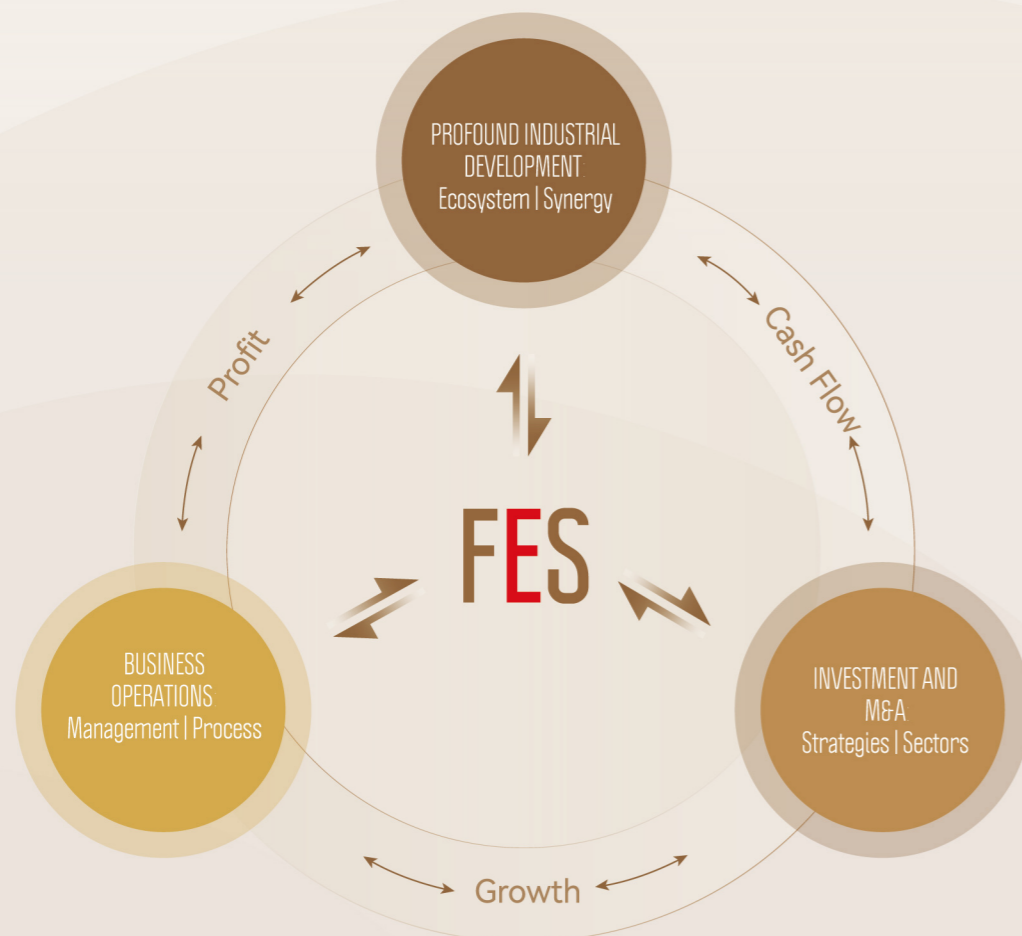 PROFOUND INDUSTRIAL
DEVELOPMENT
Ecosystem | Synergy
Profit
Cash Flow
FES
BUSINESS
OPERATIONS
Management | Process
INVESTMENT AND
M&A
Strategies | Sectors
Growth